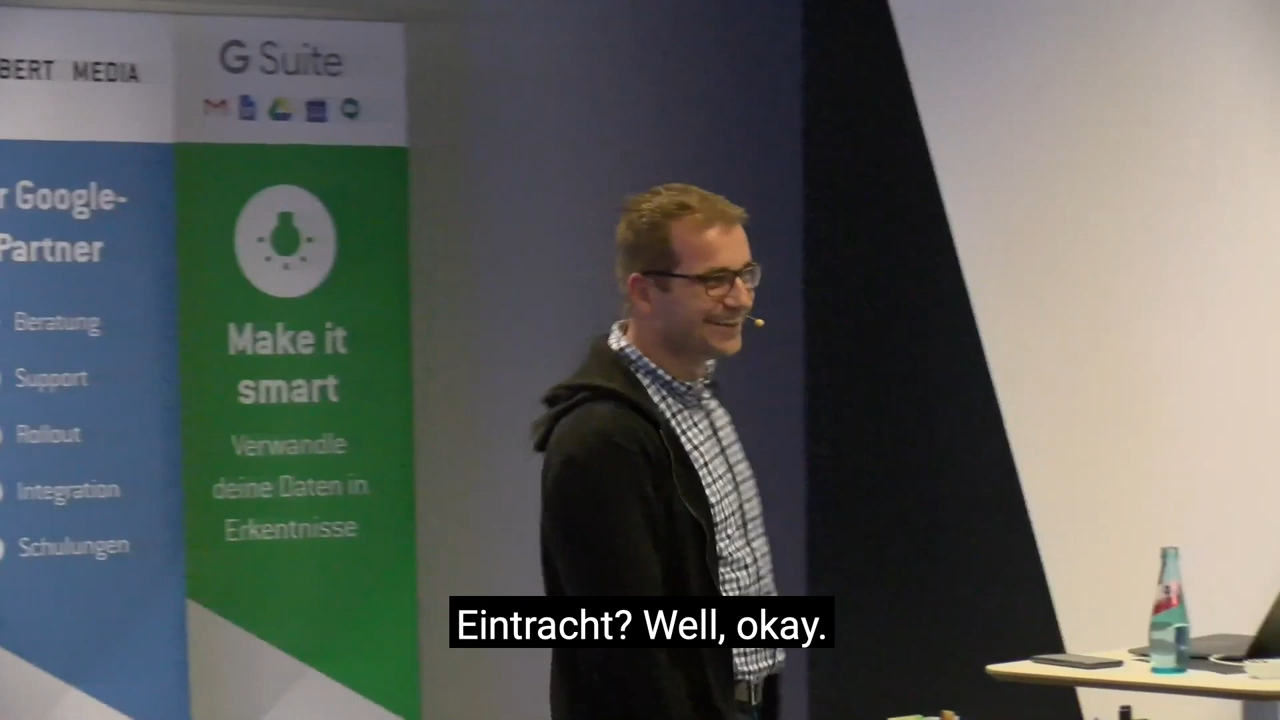 BERT MEDIA
r Google-
Partner
Beratung
Support
Rollout
Integration
Schulungen
G Suite
Make it
smart
Verwandle
deine Daten in
Erkentnisse
Eintracht? Well, okay.